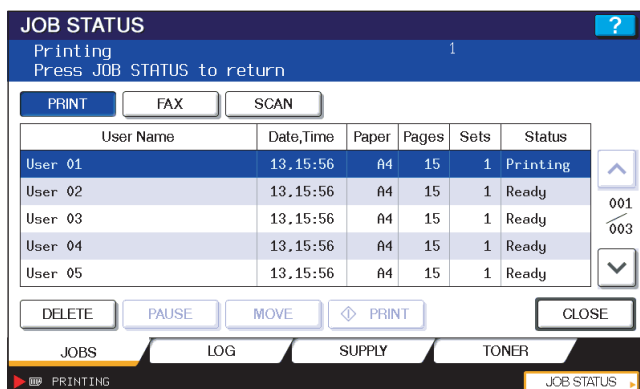 JOB STATUS ?
Printing 1
Press JOB STATUS to return
PRINT FAX SCAN
User Name Date,Time Paper Pages Sets Status
User 01 13,15:56 A4 15 1 Printing
User 02 13,15:56 A4 15 1 Ready
User 03 13,15:56 A4 15 1 Ready
User 04 13,15:56 A4 15 1 Ready
User 05 13,15:56 A4 15 1 Ready
001
003
DELETE PAUSE MOVE PRINT CLOSE
JOBS LOG SUPPLY TONER
PRINTING JOB STATUS